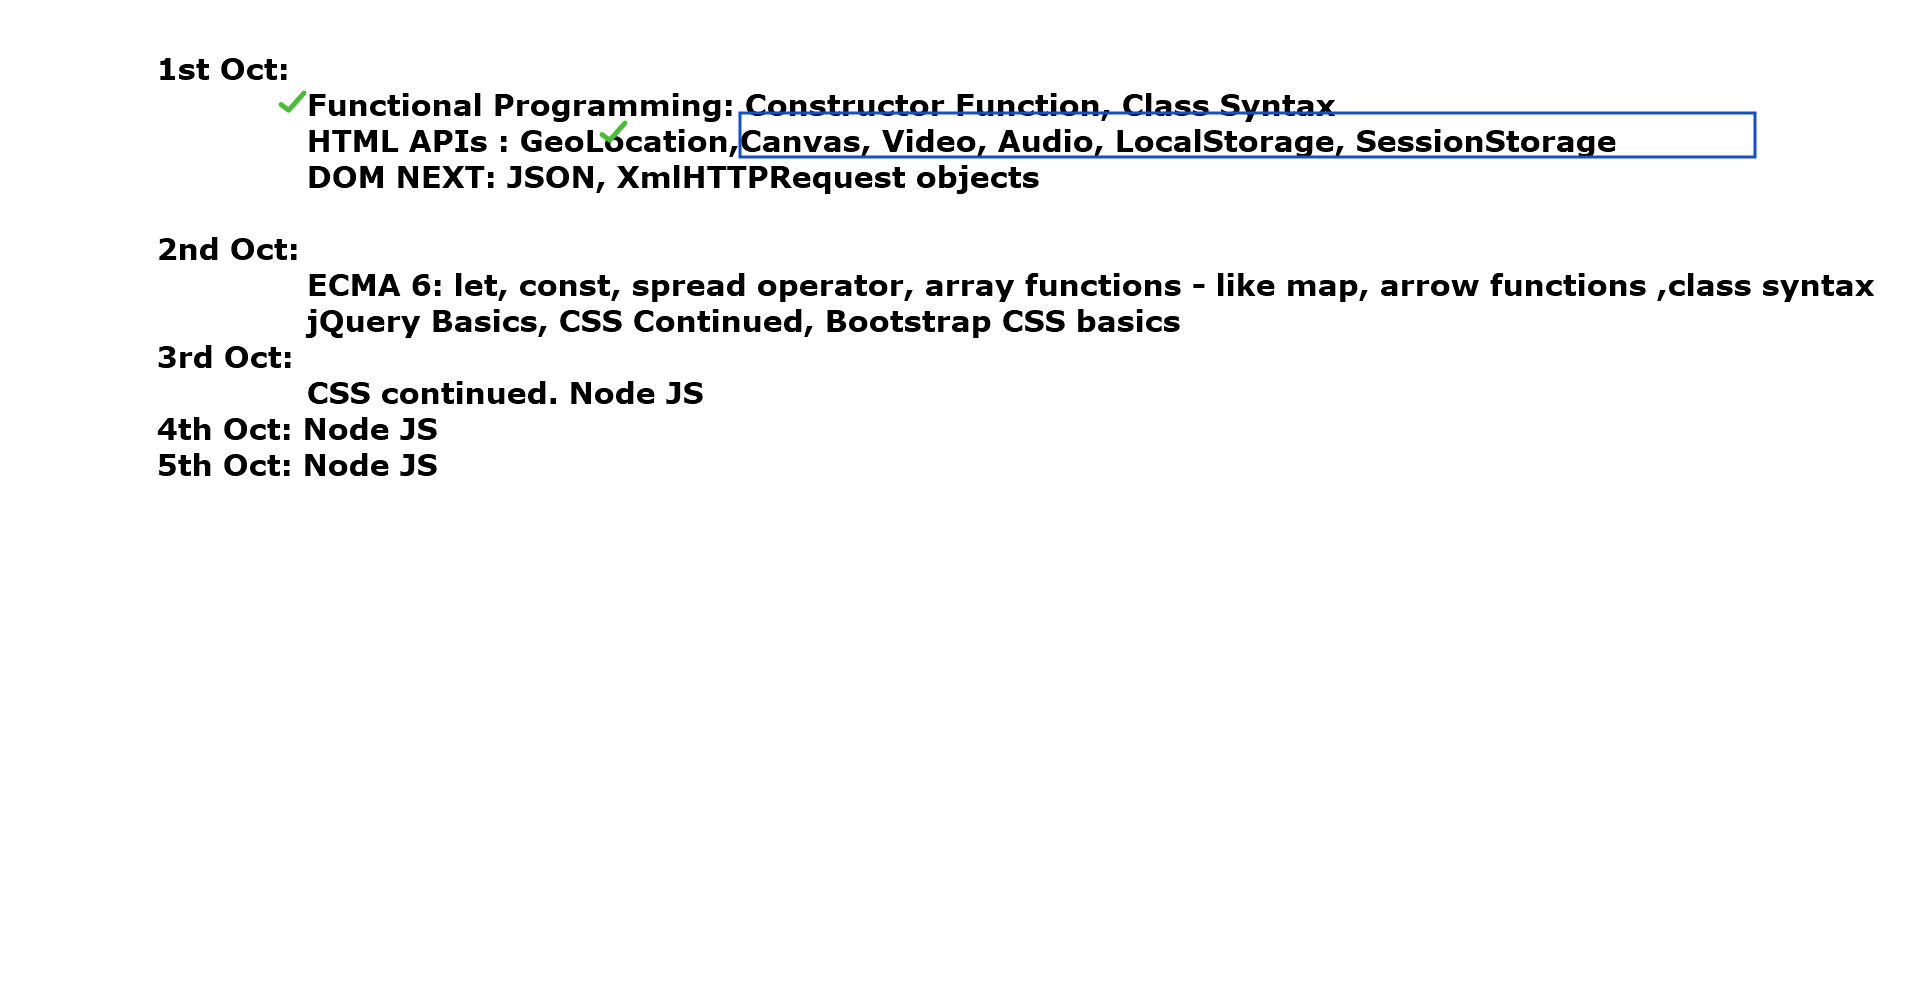 1st Oct:
Functional Programming: Constructor Function, Class Syntax
HTML APIs : GeoLocation,Canvas, Video, Audio, LocalStorage, SessionStorage
DOM NEXT: JSON, XmlHTTPRequest objects
2nd Oct:
ECMA 6: let, const, spread operator, array functions - like map, arrow functions ,class syntax
jQuery Basics, CSS Continued, Bootstrap CSS basics
3rd Oct:
CSS continued. Node JS
4th Oct: Node JS
5th Oct: Node JS